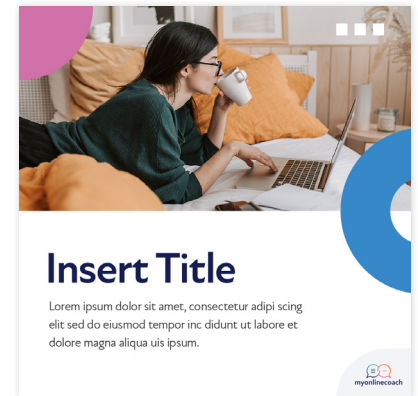 Insert Title
Lorem ipsum dolor sit amet, consectetur adipi scing
elit sed do eiusmod tempor inc didunt ut labore et
dolore magna aliqua uis ipsum.
myonlinecoach